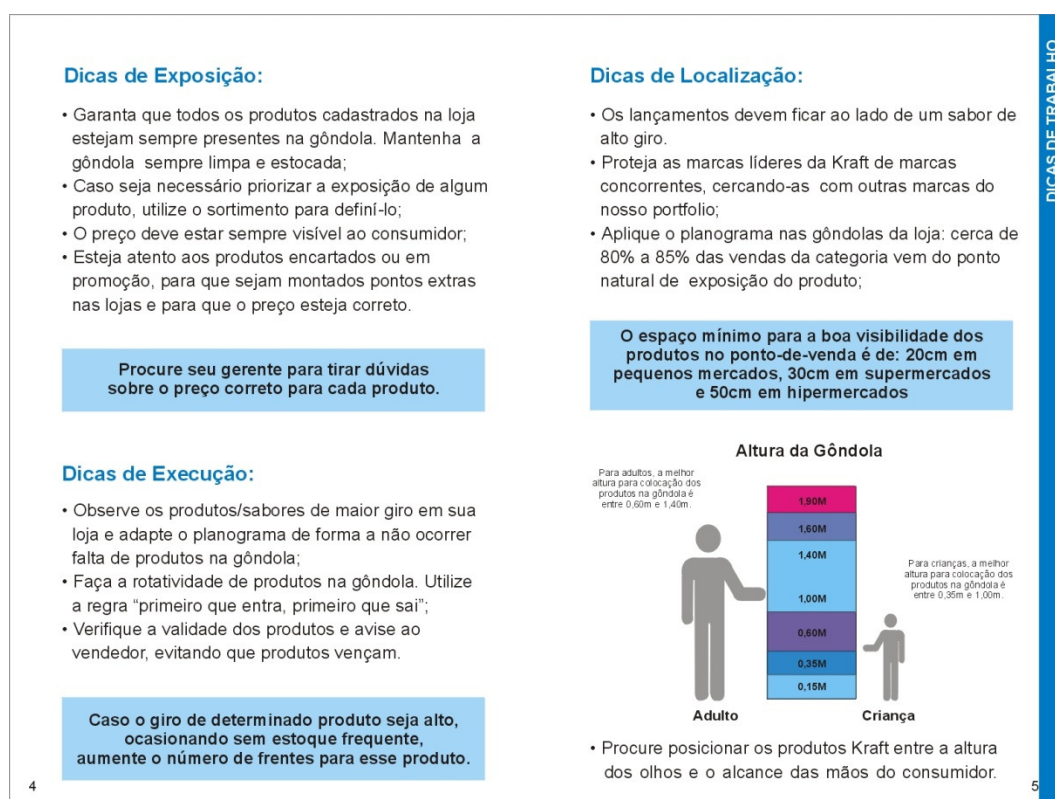 Dicas de Exposição:
• Garanta que todos os produtos cadastrados na loja
estejam sempre presentes na gôndola. Mantenha a
gôndola sempre limpa e estocada;
• Caso seja necessário priorizar a exposição de algum
produto, utilize o sortimento para definí-lo;
• O preço deve estar sempre visível ao consumidor;
• Esteja atento aos produtos encartados ou em
promoção, para que sejam montados pontos extras
nas lojas e para que o preço esteja correto.
Procure seu gerente para tirar dúvidas
sobre o preço correto para cada produto.
Dicas de Execução:
• Observe os produtos/sabores de maior giro em sua
loja e adapte o planograma de forma a não ocorrer
falta de produtos na gôndola;
• Faça a rotatividade de produtos na gôndola. Utilize
a regra “primeiro que entra, primeiro que sai”;
• Verifique a validade dos produtos e avise ao
vendedor, evitando que produtos vençam.
Caso o giro de determinado produto seja alto,
ocasionando sem estoque frequente,
aumente o número de frentes para esse produto.
4
Dicas de Localização:
• Os lançamentos devem ficar ao lado de um sabor de
alto giro.
• Proteja as marcas líderes da Kraft de marcas
concorrentes, cercando-as com outras marcas do
nosso portfolio;
• Aplique o planograma nas gôndolas da loja: cerca de
80% a 85% das vendas da categoria vem do ponto
natural de exposição do produto;
O espaço mínimo para a boa visibilidade dos
produtos no ponto-de-venda é de: 20cm em
pequenos mercados, 30cm em supermercados
e 50cm em hipermercados
Altura da Gôndola
Para adultos, a melhor
altura para colocação dos
produtos na gôndola é
entre 0,60m e 1,40m.
1,90M
1,60M
1,40M
1,00M
0,60M
0,35M
0,15M
Para crianças, a melhor
altura para colocação dos
produtos na gôndola é
entre 0,35m e 1,00m.
Adulto
Criança
• Procure posicionar os produtos Kraft entre a altura
dos olhos e o alcance das mãos do consumidor.
5
DICAS DE TRABALHO